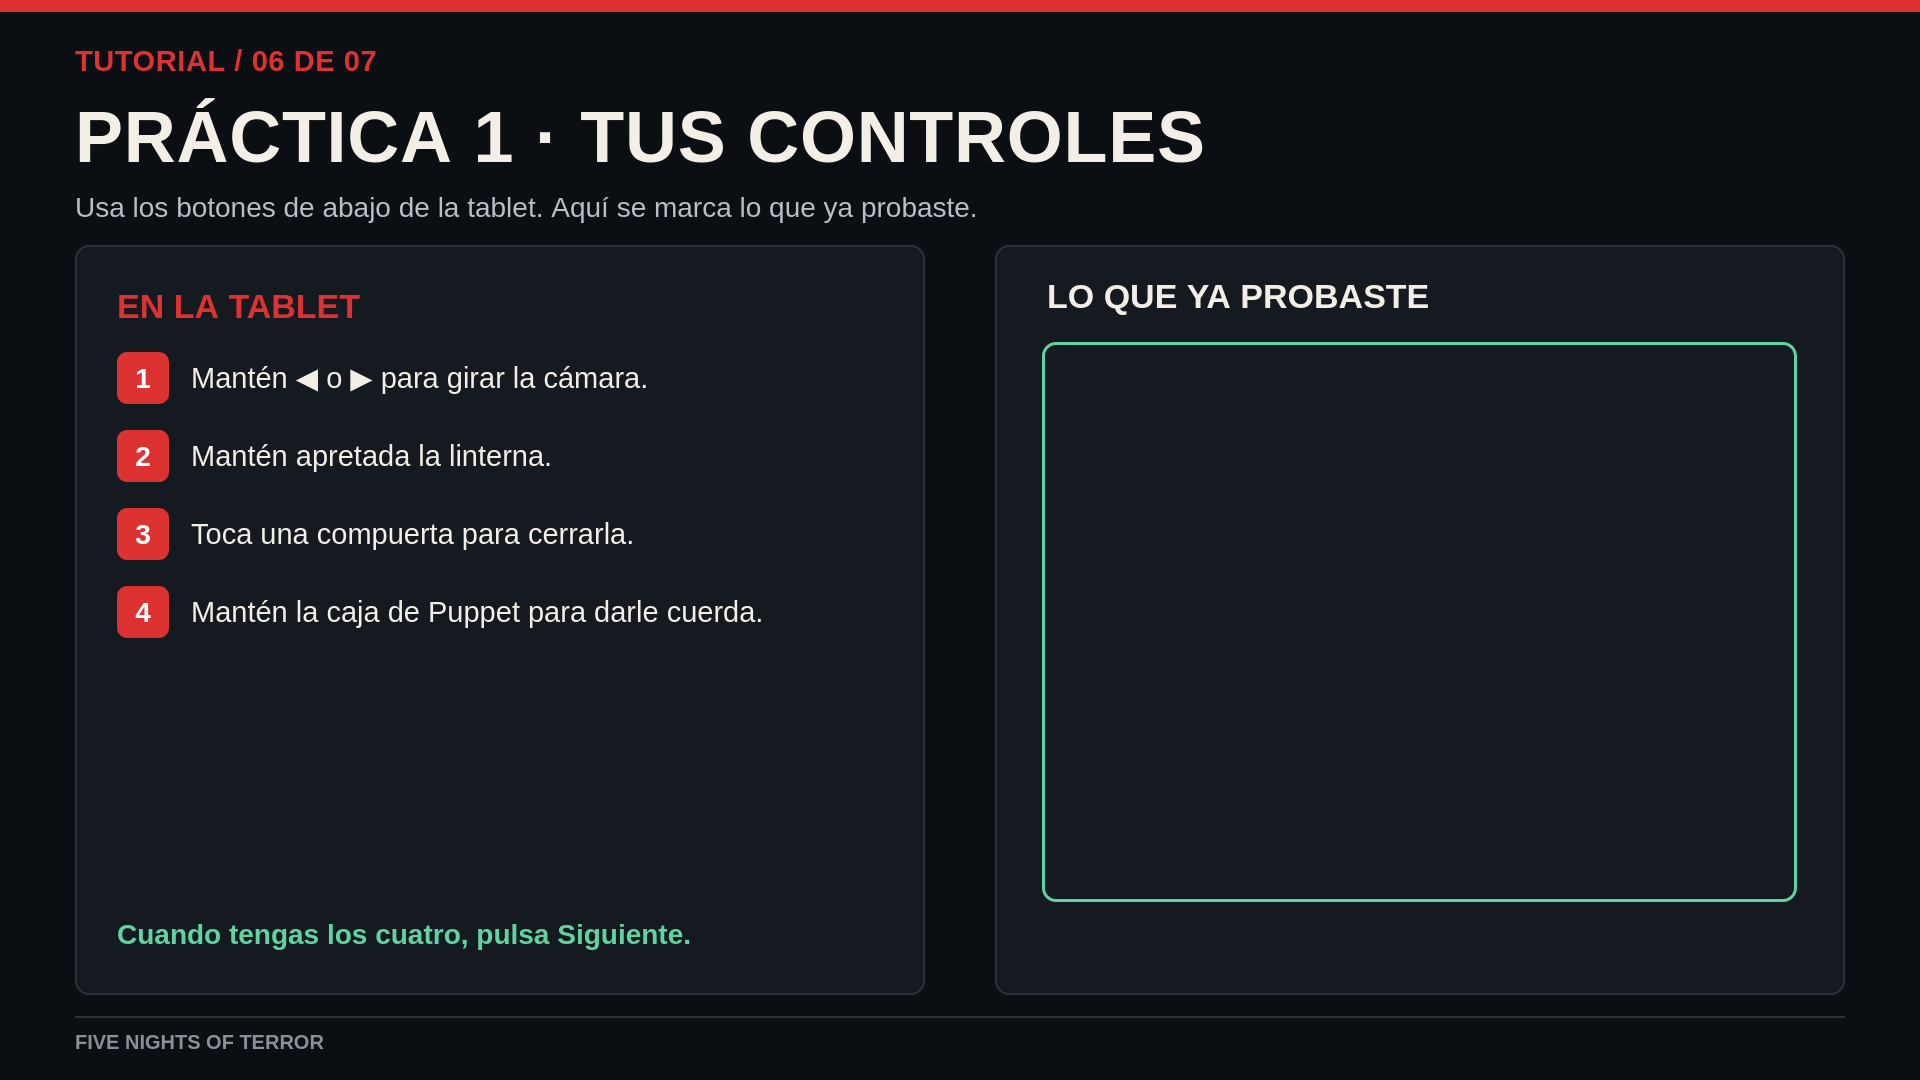 TUTORIAL / 06 DE 07
PRÁCTICA 1 · TUS CONTROLES
Usa los botones de abajo de la tablet. Aquí se marca lo que ya probaste.
EN LA TABLET
1 Mantén ◀ o ▶ para girar la cámara.
2 Mantén apretada la linterna.
3 Toca una compuerta para cerrarla.
4 Mantén la caja de Puppet para darle cuerda.
Cuando tengas los cuatro, pulsa Siguiente.
LO QUE YA PROBASTE
FIVE NIGHTS OF TERROR